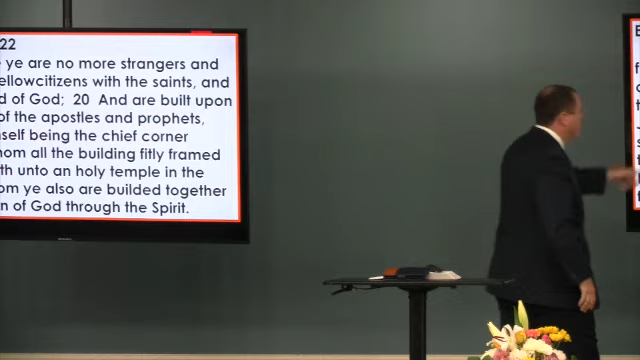 22
ye are no more strangers and
ellowcitizens with the saints, and
d of God; 20 And are built upon
of the apostles and prophets,
self being the chief corner
hom all the building fitly framed
th unto an holy temple in the
om ye also are builded together
n of God through the Spirit.